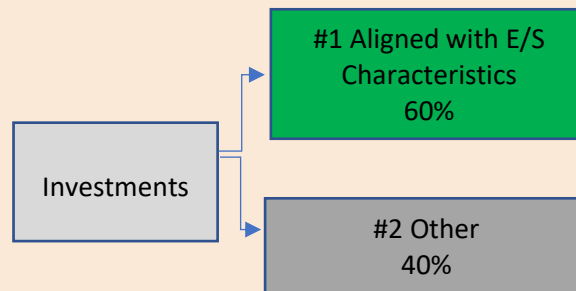 #1 Aligned with E/S
Characteristics
60%
Investments
#2 Other
40%